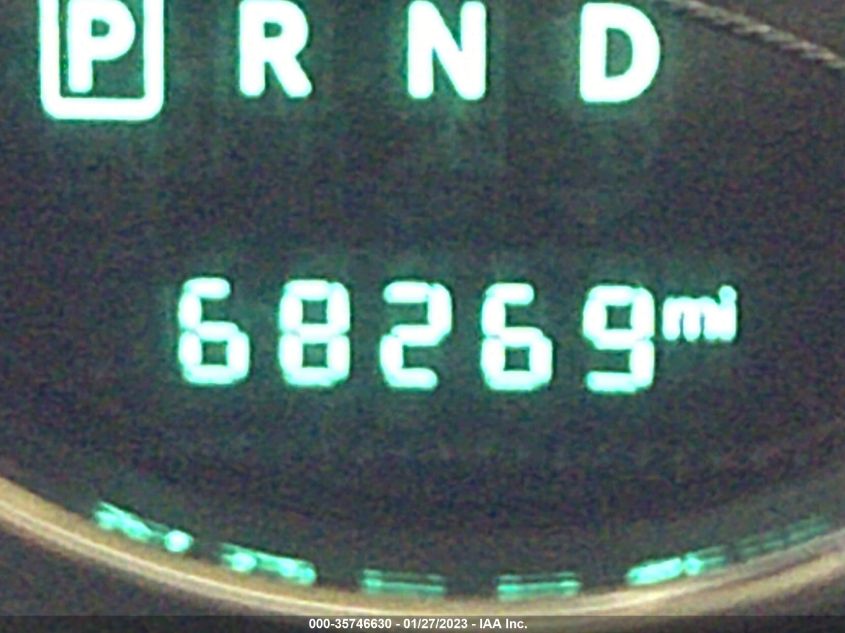 P R N D
68269 mi
000-35746630 - 01/27/2023 - IAA Inc.